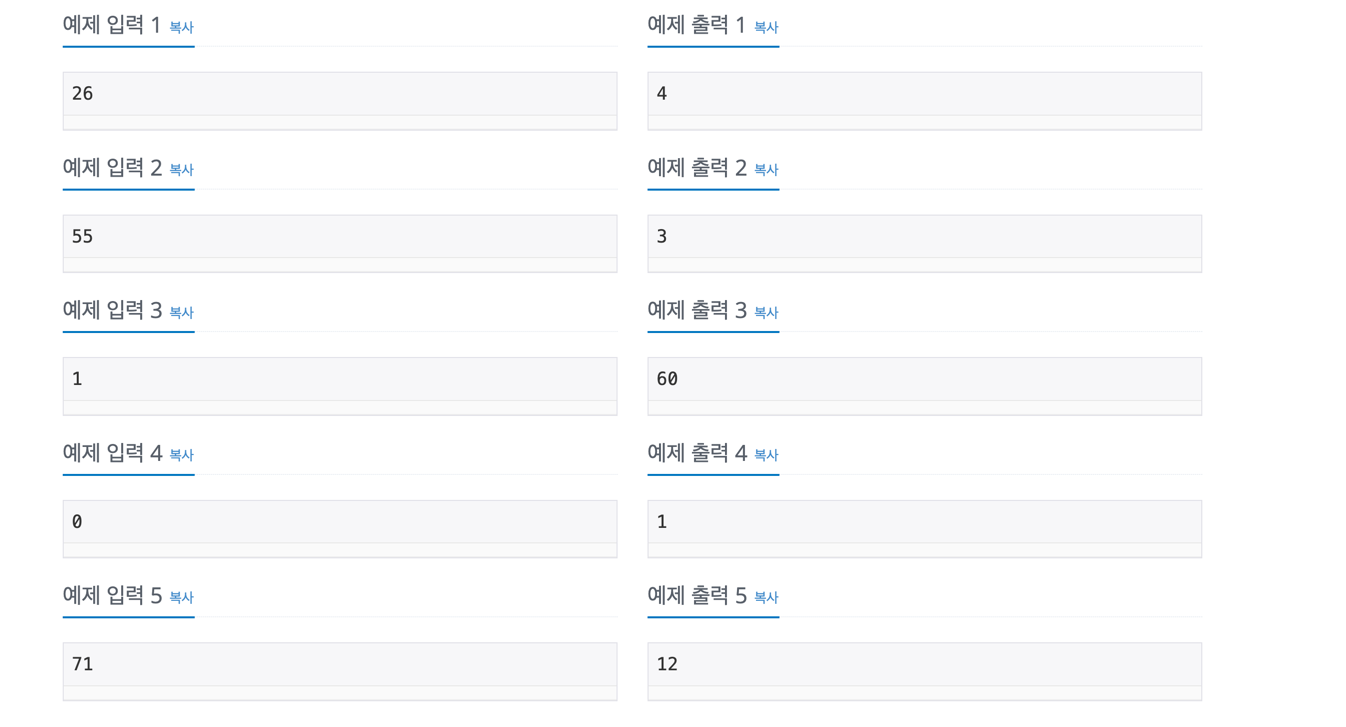 예제 입력 1 복사
예제 출력 1 복사
26
4
예제 입력 2 복사
예제 출력 2 복사
55
3
예제 입력 3 복사
예제 출력 3 복사
1
60
예제 입력 4 복사
예제 출력 4 복사
0
1
예제 입력 5 복사
예제 출력 5 복사
71
12